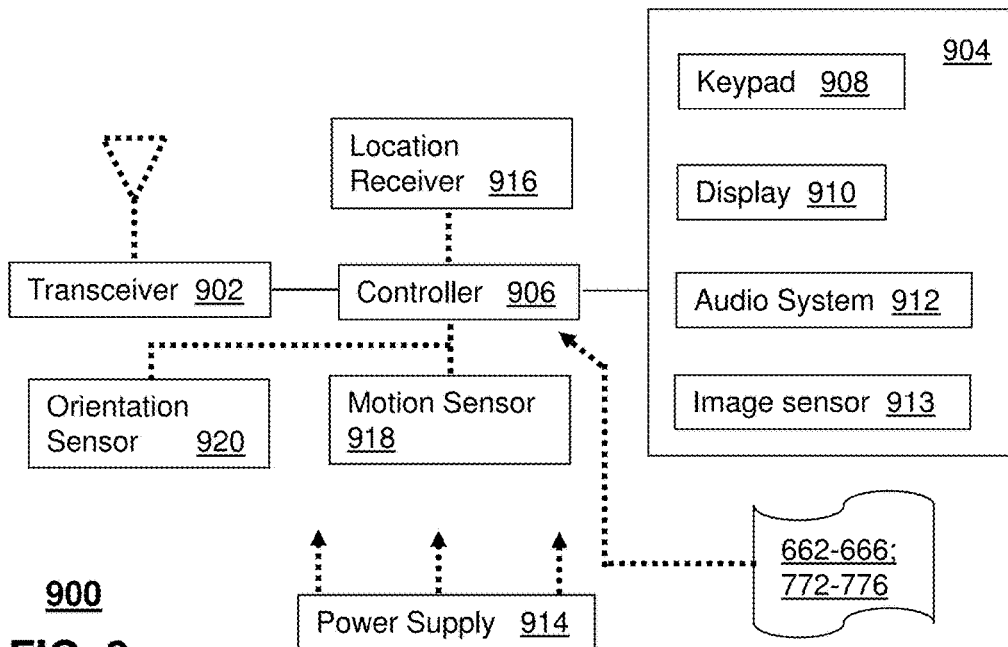 904
Keypad 908
Location
Receiver 916
Display 910
Transceiver 902
Controller 906
Audio System 912
Orientation
Sensor 920
Motion Sensor
918
Image sensor 913
662-666;
772-776
900
Power Supply 914